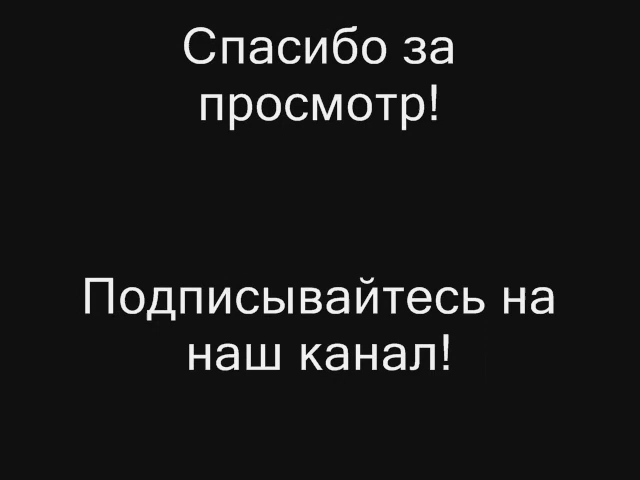 Спасибо за
просмотр!
Подписывайтесь на
наш канал!